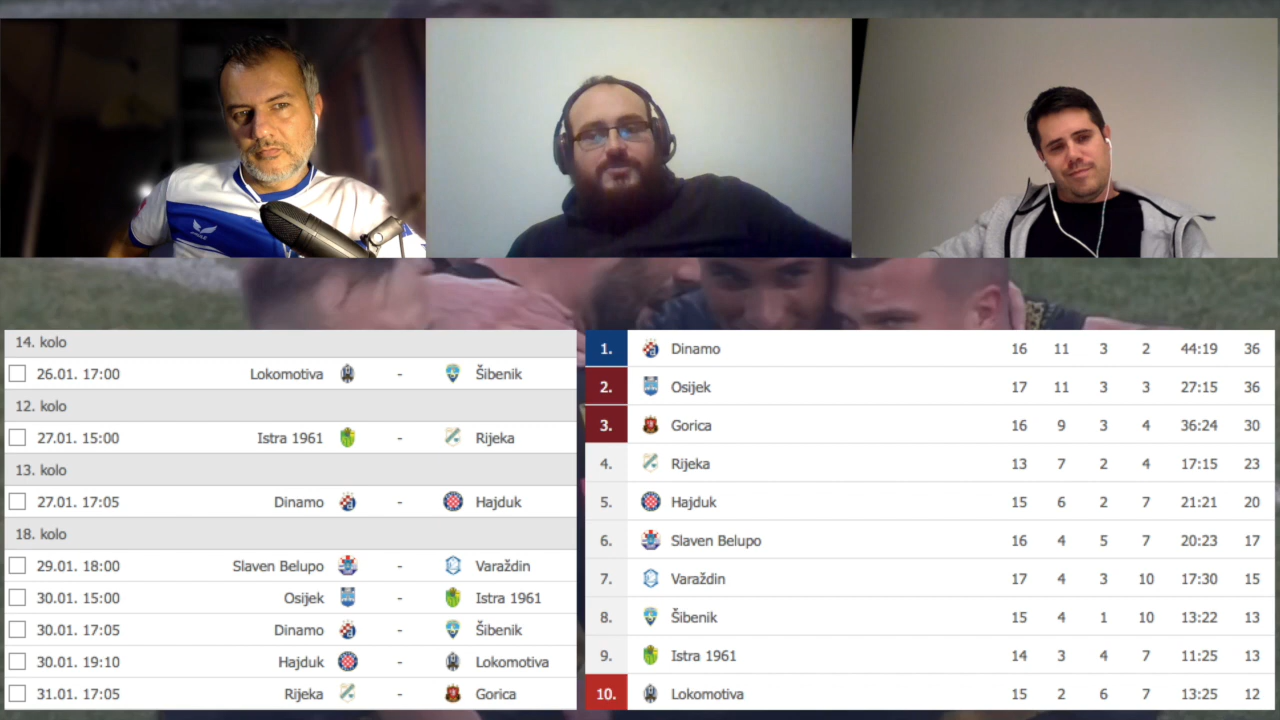 14. kolo
26.01. 17:00 Lokomotiva - Šibenik
12. kolo
27.01. 15:00 Istra 1961 - Rijeka
13. kolo
27.01. 17:05 Dinamo - Hajduk
18. kolo
29.01. 18:00 Slaven Belupo - Varaždin
30.01. 15:00 Osijek - Istra 1961
30.01. 17:05 Dinamo - Šibenik
30.01. 19:10 Hajduk - Lokomotiva
31.01. 17:05 Rijeka - Gorica
1. Dinamo 16 11 3 2 44:19 36
2. Osijek 17 11 3 3 27:15 36
3. Gorica 16 9 3 4 36:24 30
4. Rijeka 13 7 2 4 17:15 23
5. Hajduk 15 6 2 7 21:21 20
6. Slaven Belupo 16 4 5 7 20:23 17
7. Varaždin 17 4 3 10 17:30 15
8. Šibenik 15 4 1 10 13:22 13
9. Istra 1961 14 3 4 7 11:25 13
10. Lokomotiva 15 2 6 7 13:25 12